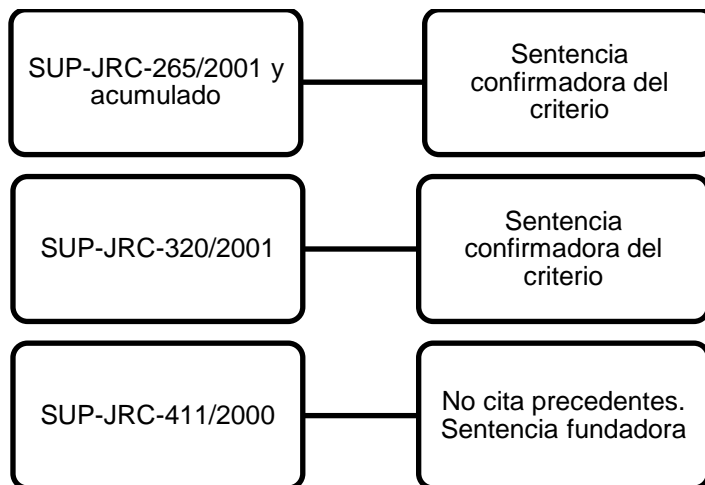 SUP-JRC-265/2001 y
acumulado
Sentencia
confirmadora del
criterio
SUP-JRC-320/2001
Sentencia
confirmadora del
criterio
SUP-JRC-411/2000
No cita precedentes.
Sentencia fundadora